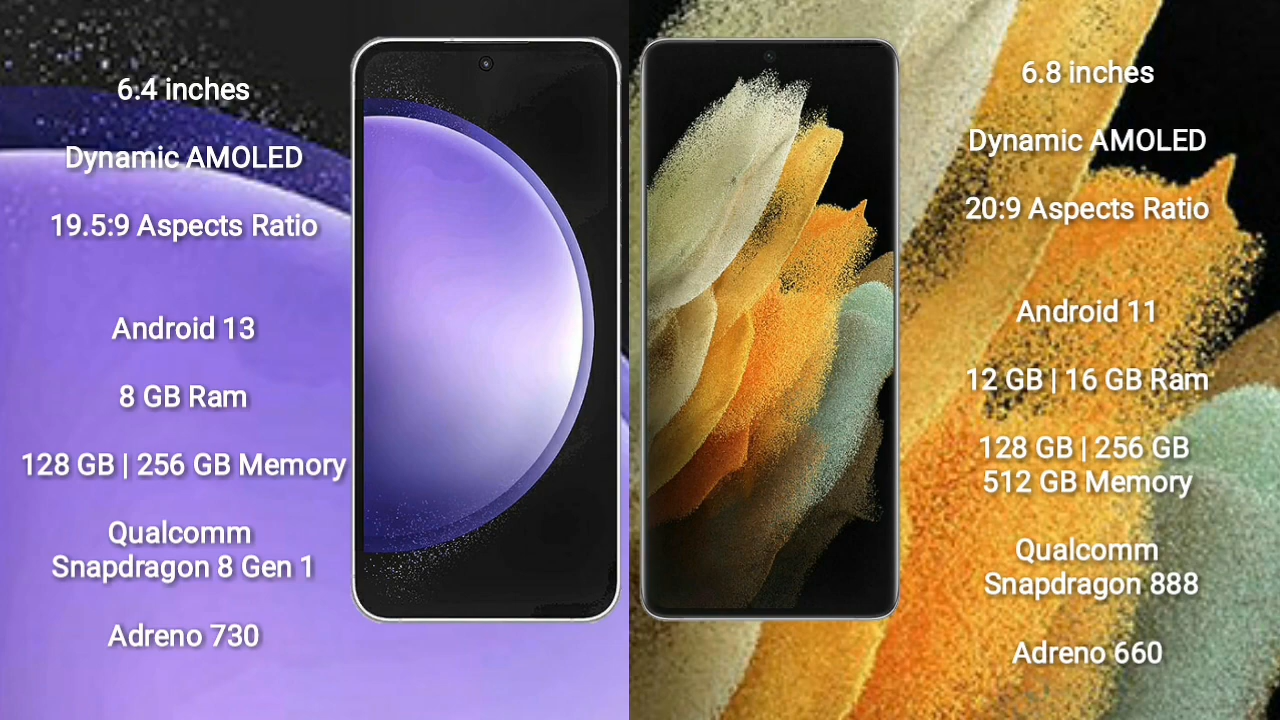 6.4 inches
Dynamic AMOLED
19.5:9 Aspects Ratio
Android 13
8 GB Ram
128 GB | 256 GB Memory
Qualcomm
Snapdragon 8 Gen 1
Adreno 730
6.8 inches
Dynamic AMOLED
20:9 Aspects Ratio
Android 11
12 GB | 16 GB Ram
128 GB | 256 GB
512 GB Memory
Qualcomm
Snapdragon 888
Adreno 660